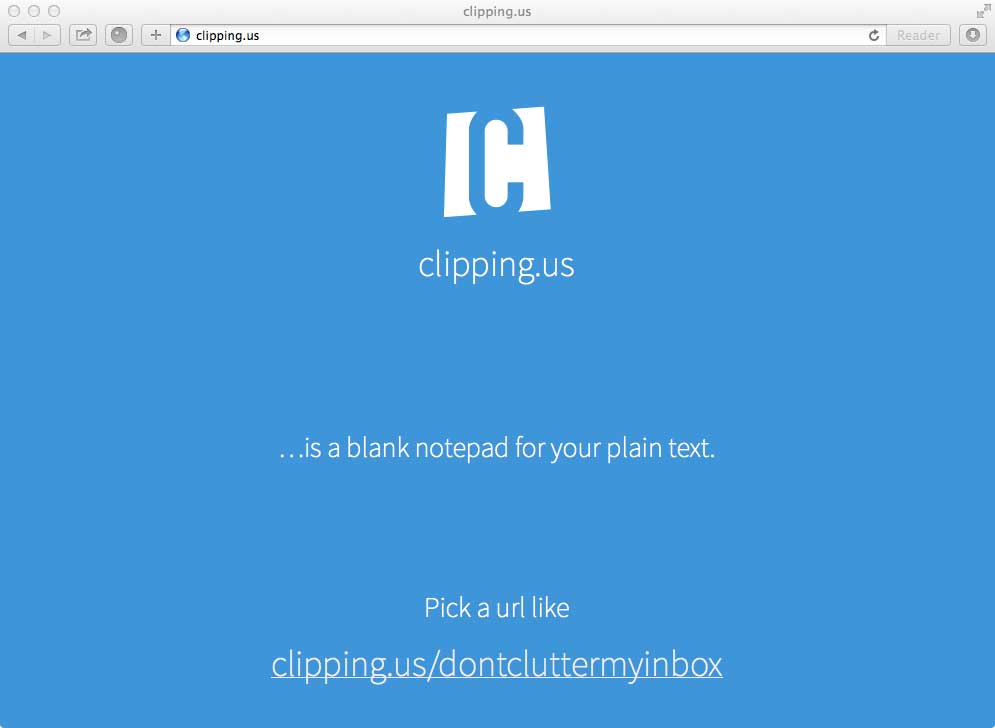 clipping.us
clipping.us
Reader
C
clipping.us
…is a blank notepad for your plain text.
Pick a url like
clipping.us/dontcluttermyinbox